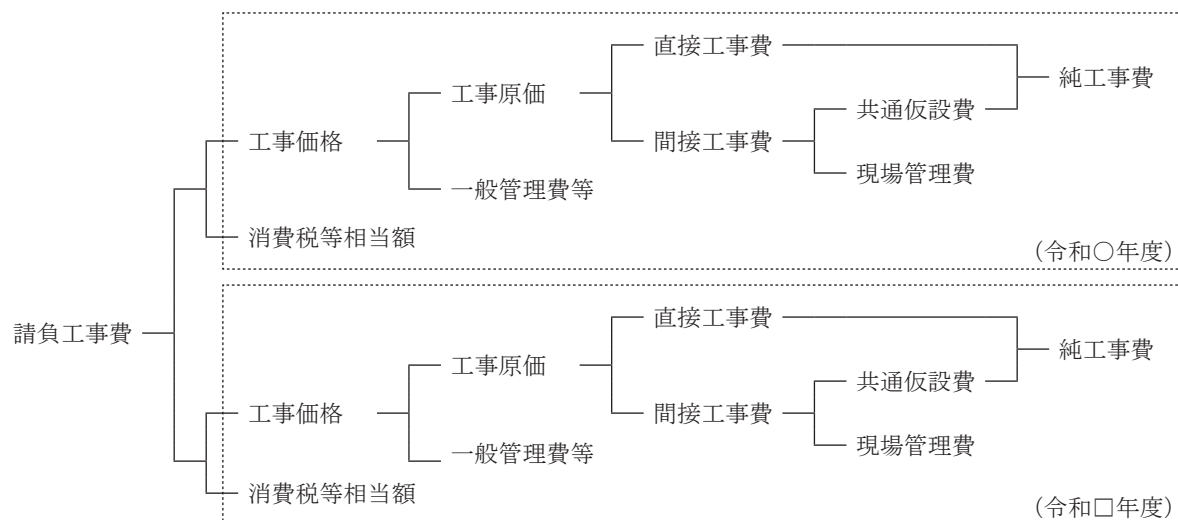 直接工事費
純工事費
工事原価
共通仮設費
工事価格
間接工事費
現場管理費
一般管理費等
消費税等相当額
(令和○年度)
請負工事費
直接工事費
純工事費
工事原価
共通仮設費
工事価格
間接工事費
現場管理費
一般管理費等
消費税等相当額
(令和□年度)